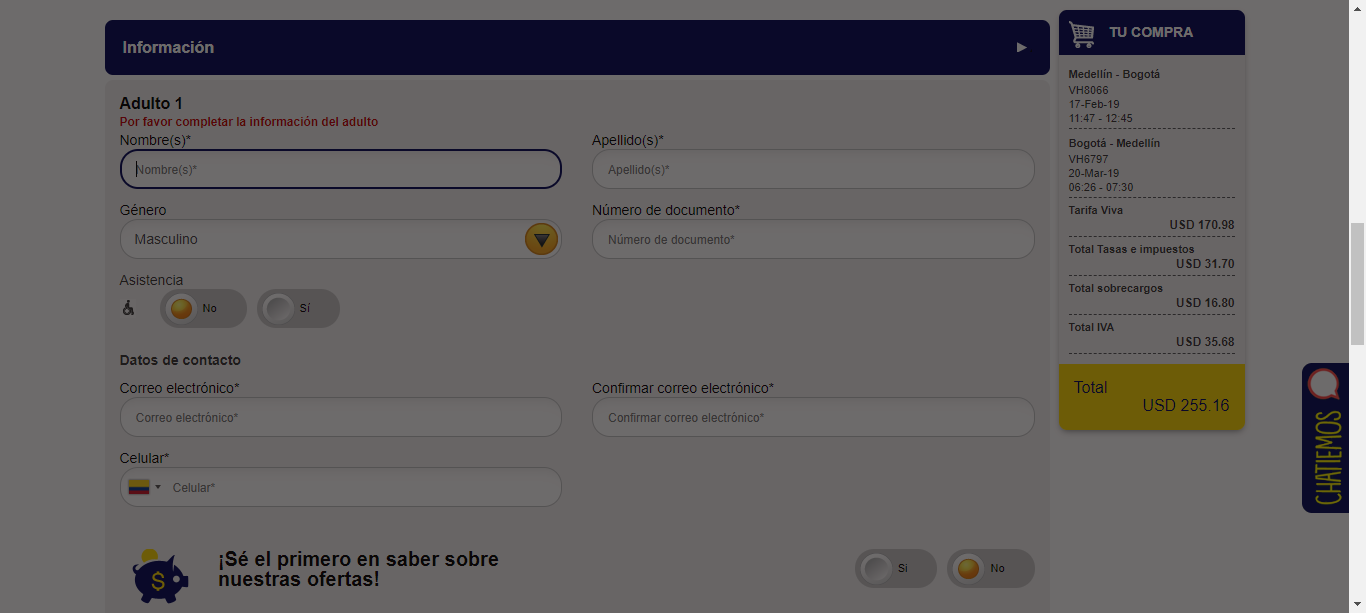 Información
Adulto 1
Por favor completar la información del adulto
Nombre(s)*
Apellido(s)*
Nombre(s)*
Apellido(s)*
Género
Número de documento*
Masculino
Número de documento*
Asistencia
No
Sí
Datos de contacto
Correo electrónico*
Confirmar correo electrónico*
Correo electrónico*
Confirmar correo electrónico*
Celular*
Celular*
$
¡Sé el primero en saber sobre
nuestras ofertas!
Si
No
TU COMPRA
Medellín - Bogotá
VH8066
17-Feb-19
11:47 - 12:45
Bogotá - Medellín
VH6797
20-Mar-19
06:26 - 07:30
Tarifa Viva
USD 170.98
Total Tasas e impuestos
USD 31.70
Total sobrecargos
USD 16.80
Total IVA
USD 35.68
Total
USD 255.16
CHATIEMOS